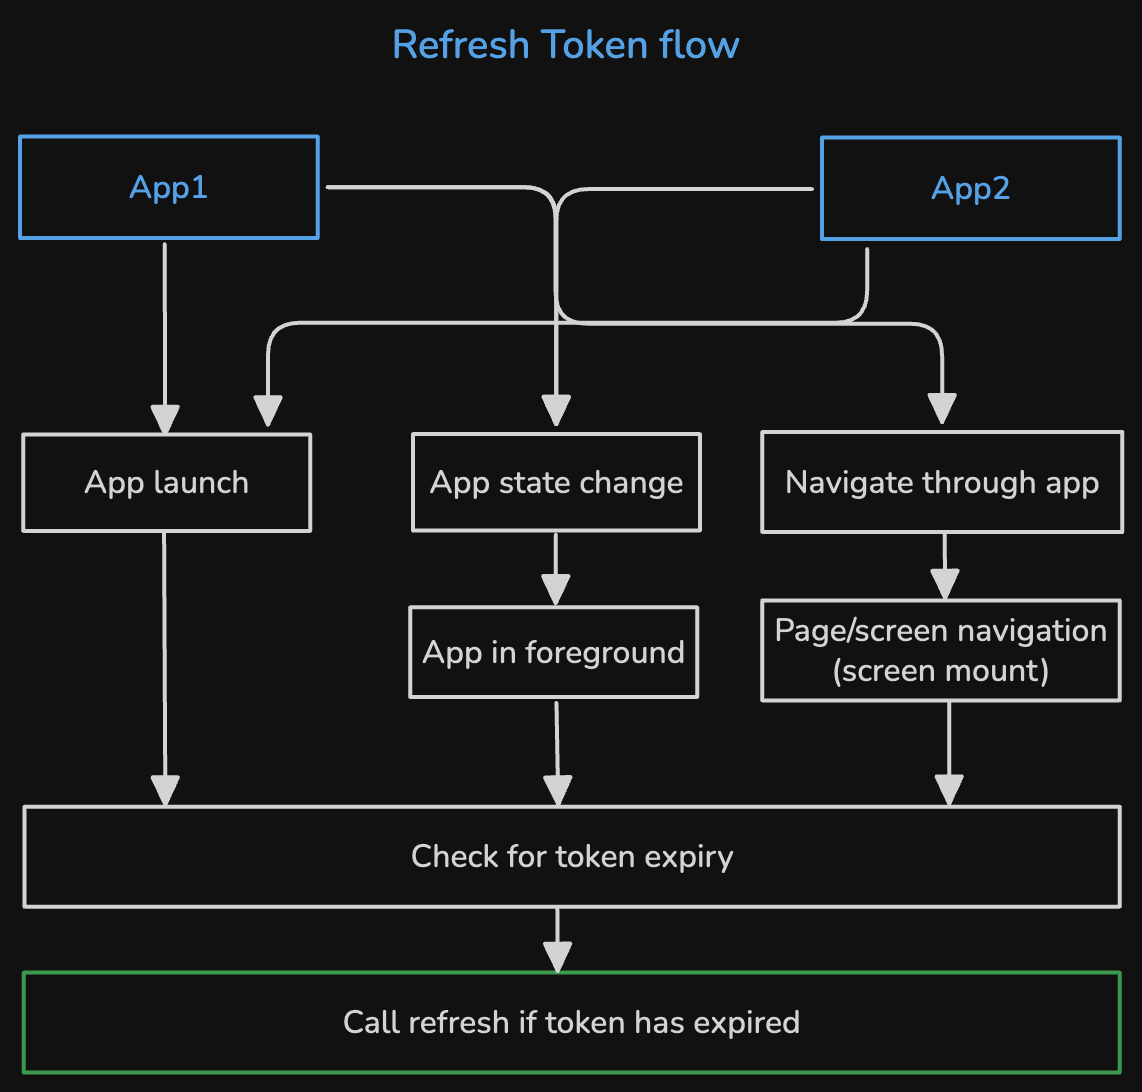 Refresh Token flow
App1
App2
App launch
App state change
Navigate through app
App in foreground
Page/screen navigation
(screen mount)
Check for token expiry
Call refresh if token has expired